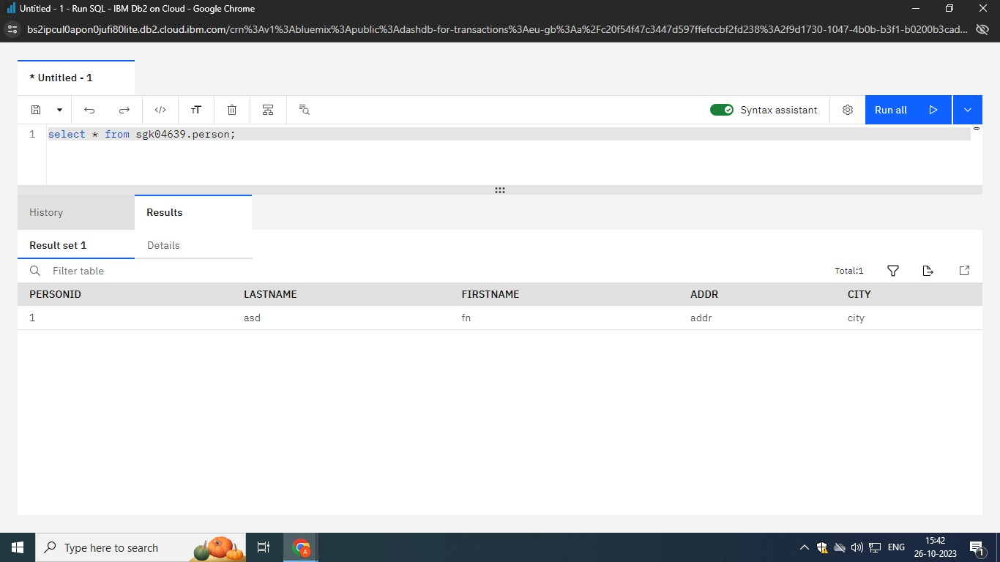 Untitled - 1 - Run SQL - IBM Db2 on Cloud - Google Chrome
bs2ipcul0apon0jufi80lite.db2.cloud.ibm.com/crn%3Av1%3Abluemix%3Apublic%3Adashdb-for-transactions%3Aeu-gb%3Aa%2Fc20f54f47c3447d597ffefccbf2fd238%3A2f9d1730-1047-4b0b-b3f1-b0200b3cad...
* Untitled - 1
</> TT Syntax assistant Run all
1 select * from sgk04639.person;
History Results
Result set 1 Details
Filter table Total:1
PERSONID LASTNAME FIRSTNAME ADDR CITY
1 asd fn addr city
Type here to search A ENG 15:42
26-10-2023 1